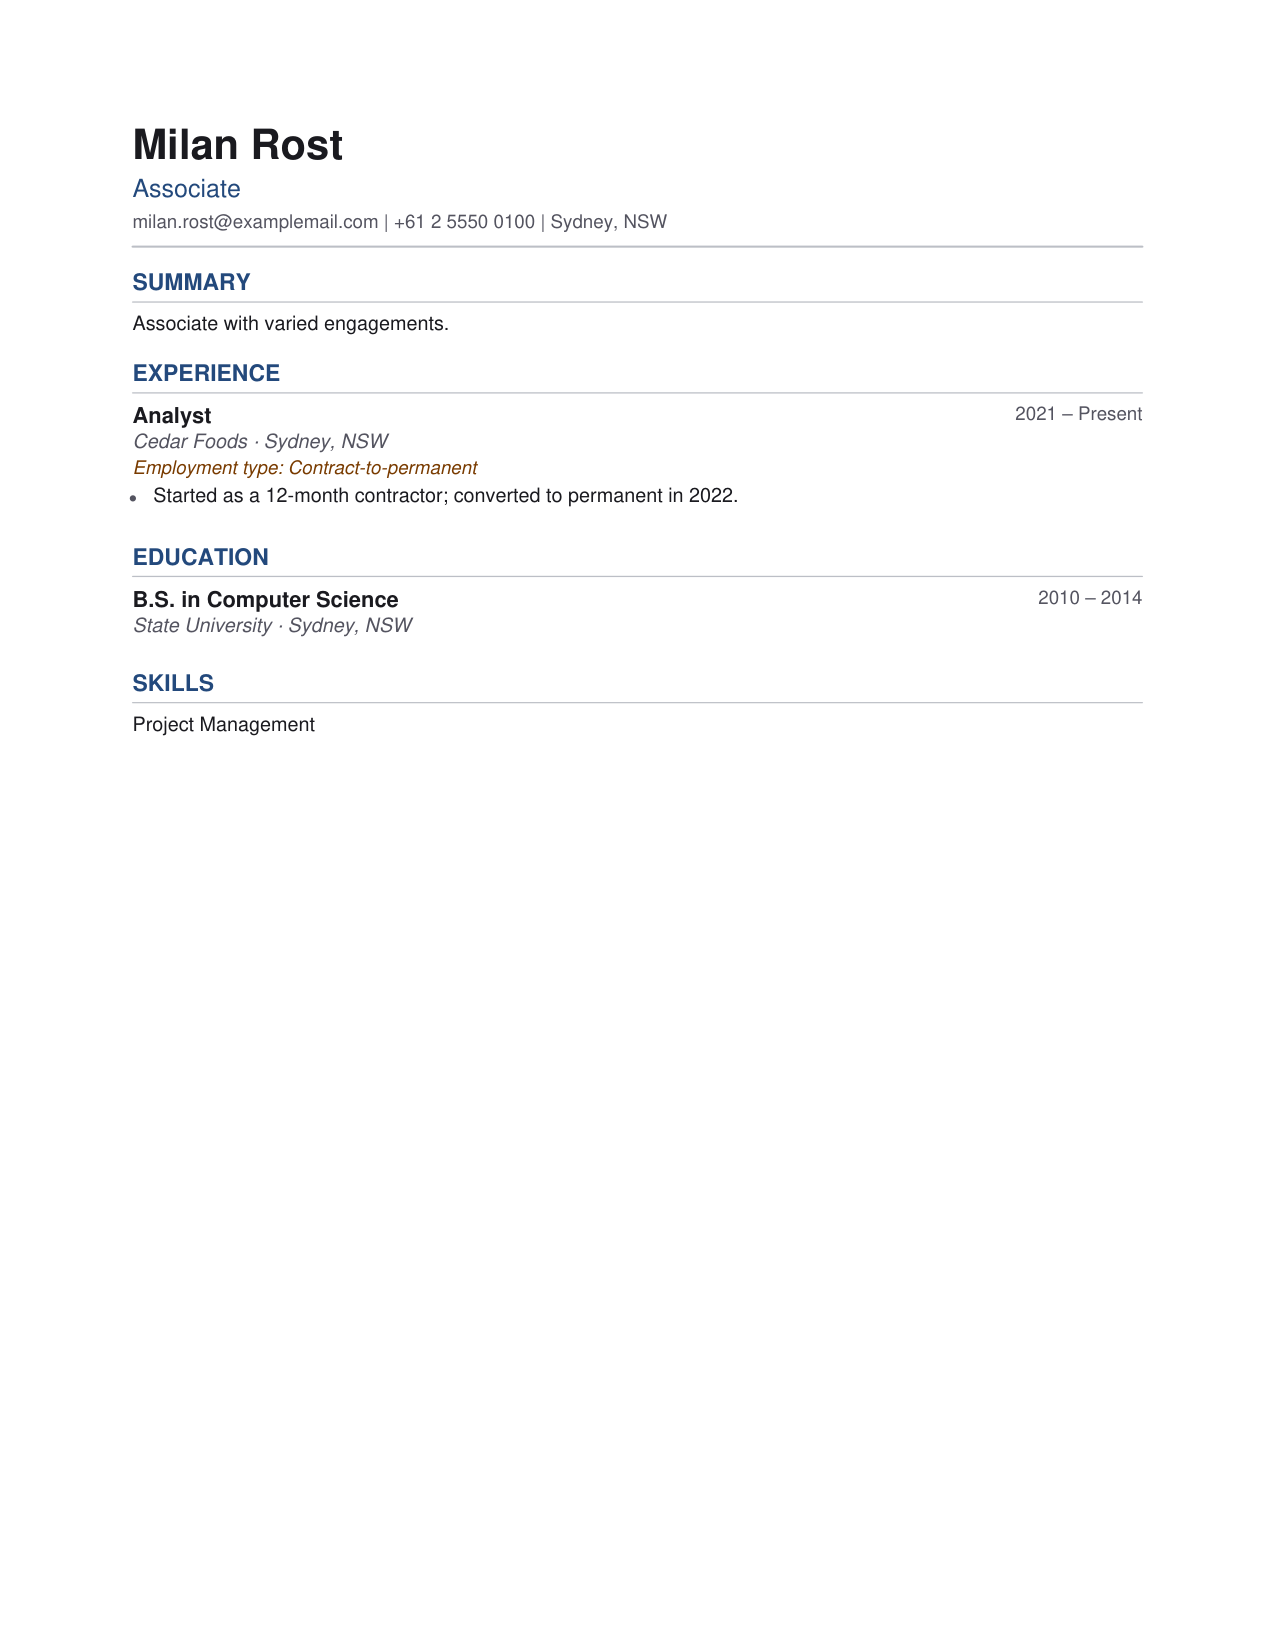 Milan Rost
Associate
milan.rost@examplemail.com | +61 2 5550 0100 | Sydney, NSW
SUMMARY
Associate with varied engagements.
EXPERIENCE
Analyst 2021 – Present
Cedar Foods · Sydney, NSW
Employment type: Contract-to-permanent
• Started as a 12-month contractor; converted to permanent in 2022.
EDUCATION
B.S. in Computer Science 2010 – 2014
State University · Sydney, NSW
SKILLS
Project Management